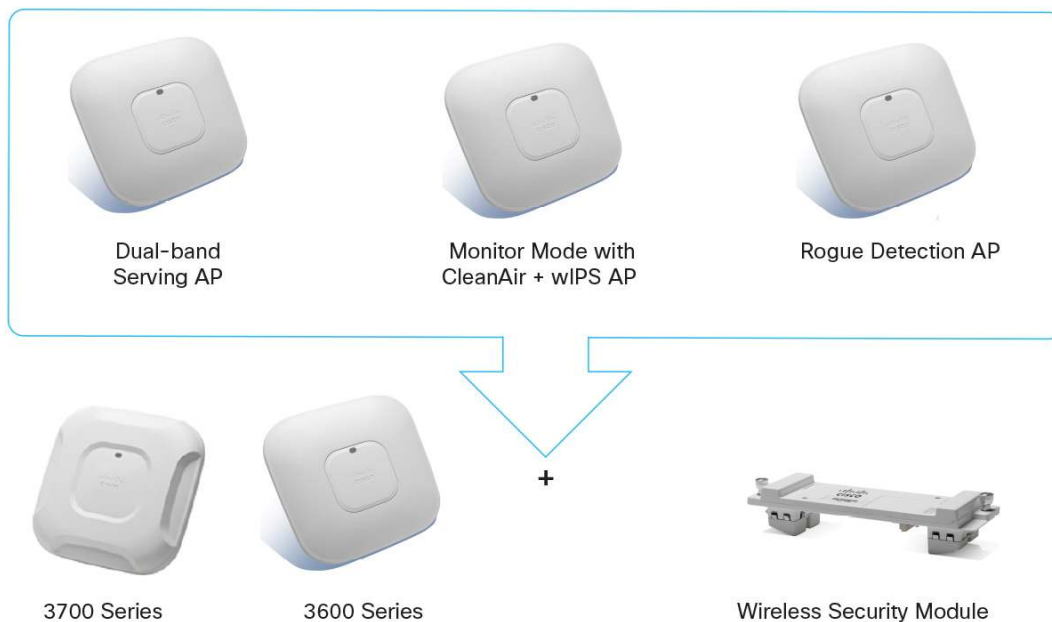 Dual-band
Serving AP
Monitor Mode with
CleanAir + wIPS AP
Rogue Detection AP
+
CISCO
3700 Series
3600 Series
Wireless Security Module